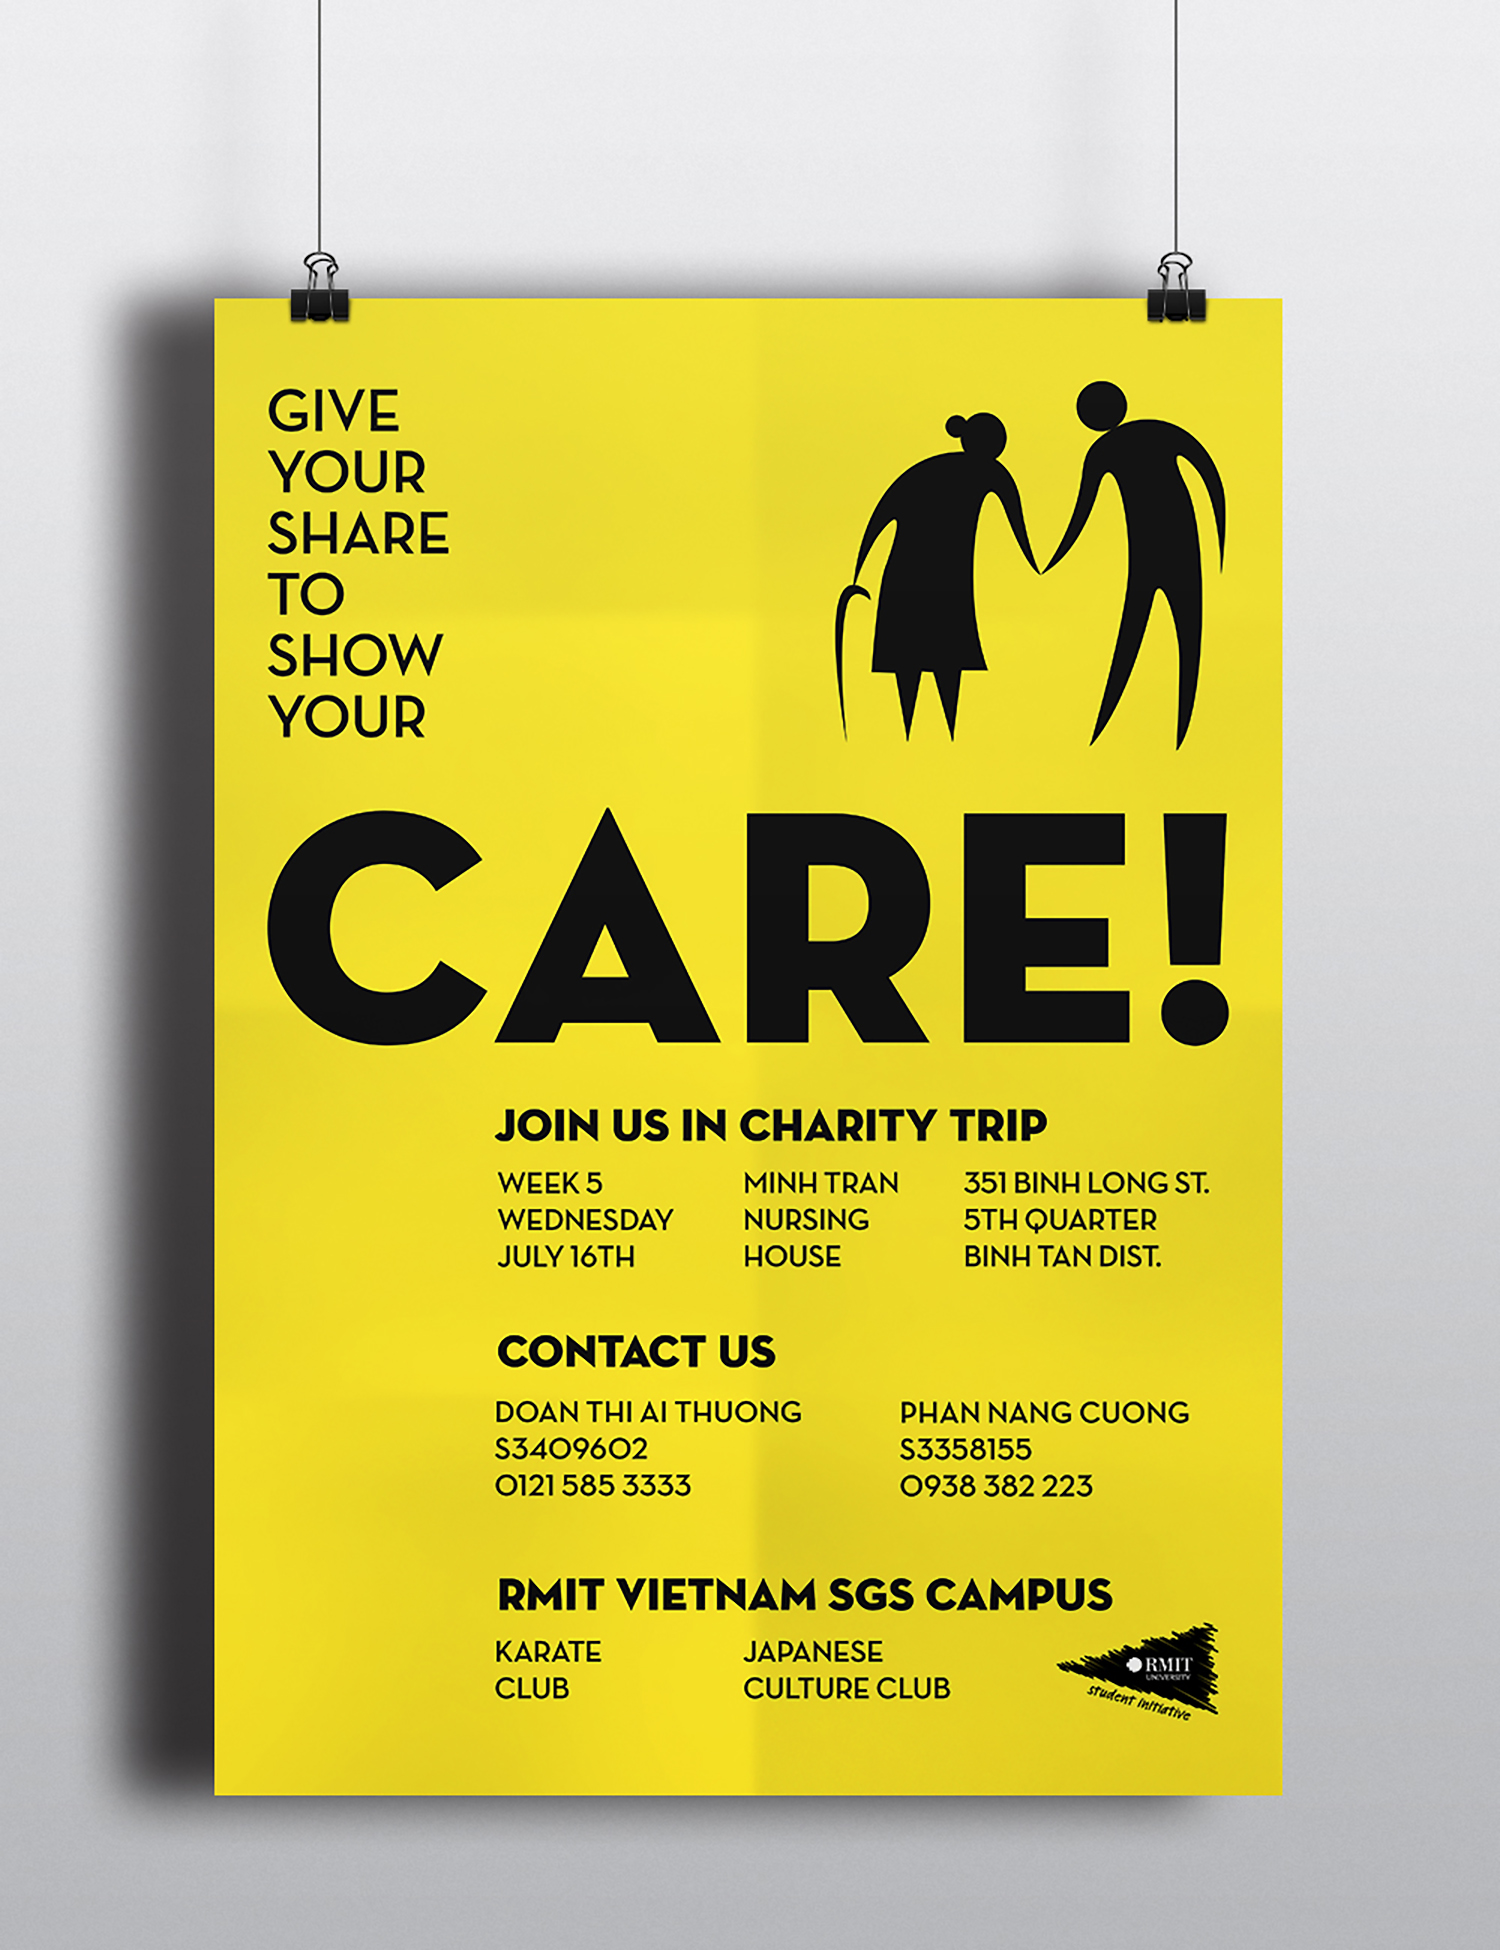 GIVE
YOUR
SHARE
TO
SHOW
YOUR
CARE!
JOIN US IN CHARITY TRIP
WEEK 5
WEDNESDAY
JULY 16TH
MINH TRAN
NURSING
HOUSE
351 BINH LONG ST.
5TH QUARTER
BINH TAN DIST.
CONTACT US
DOAN THI AI THUONG
S3409602
0121 585 3333
PHAN NANG CUONG
S3358155
0938 382 223
RMIT VIETNAM SGS CAMPUS
KARATE
CLUB
JAPANESE
CULTURE CLUB
RMIT
UNIVERSITY
student initiative